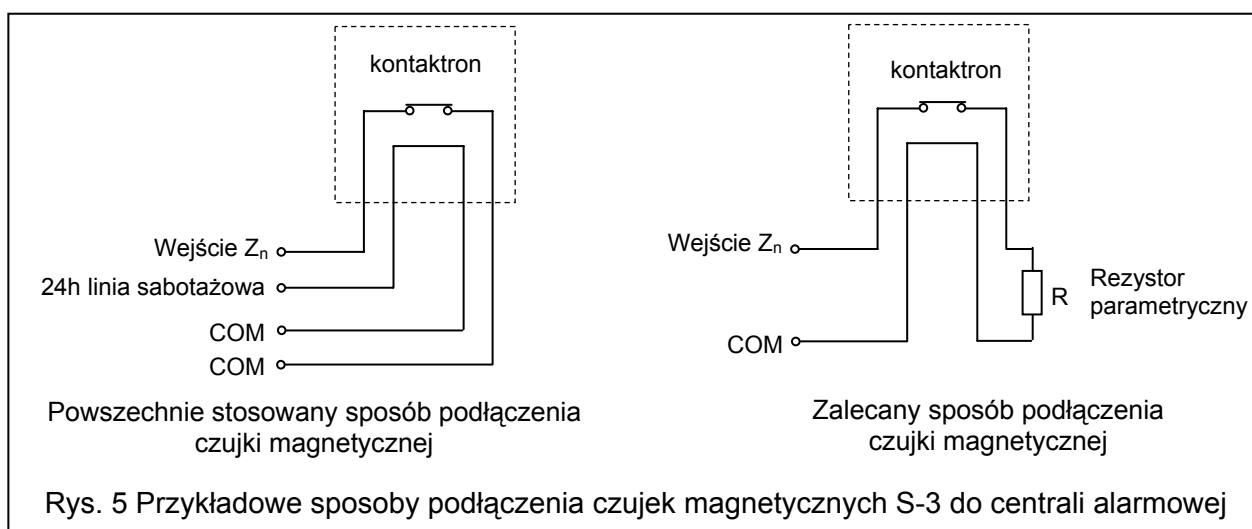 kontaktron
Wejście Zn
24h linia sabotażowa
COM
COM
Powszechnie stosowany sposób podłączenia
czujki magnetycznej
kontaktron
Wejście Zn
COM
R
Rezystor
parametryczny
Zalecany sposób podłączenia
czujki magnetycznej
Rys. 5 Przykładowe sposoby podłączenia czujek magnetycznych S-3 do centrali alarmowej